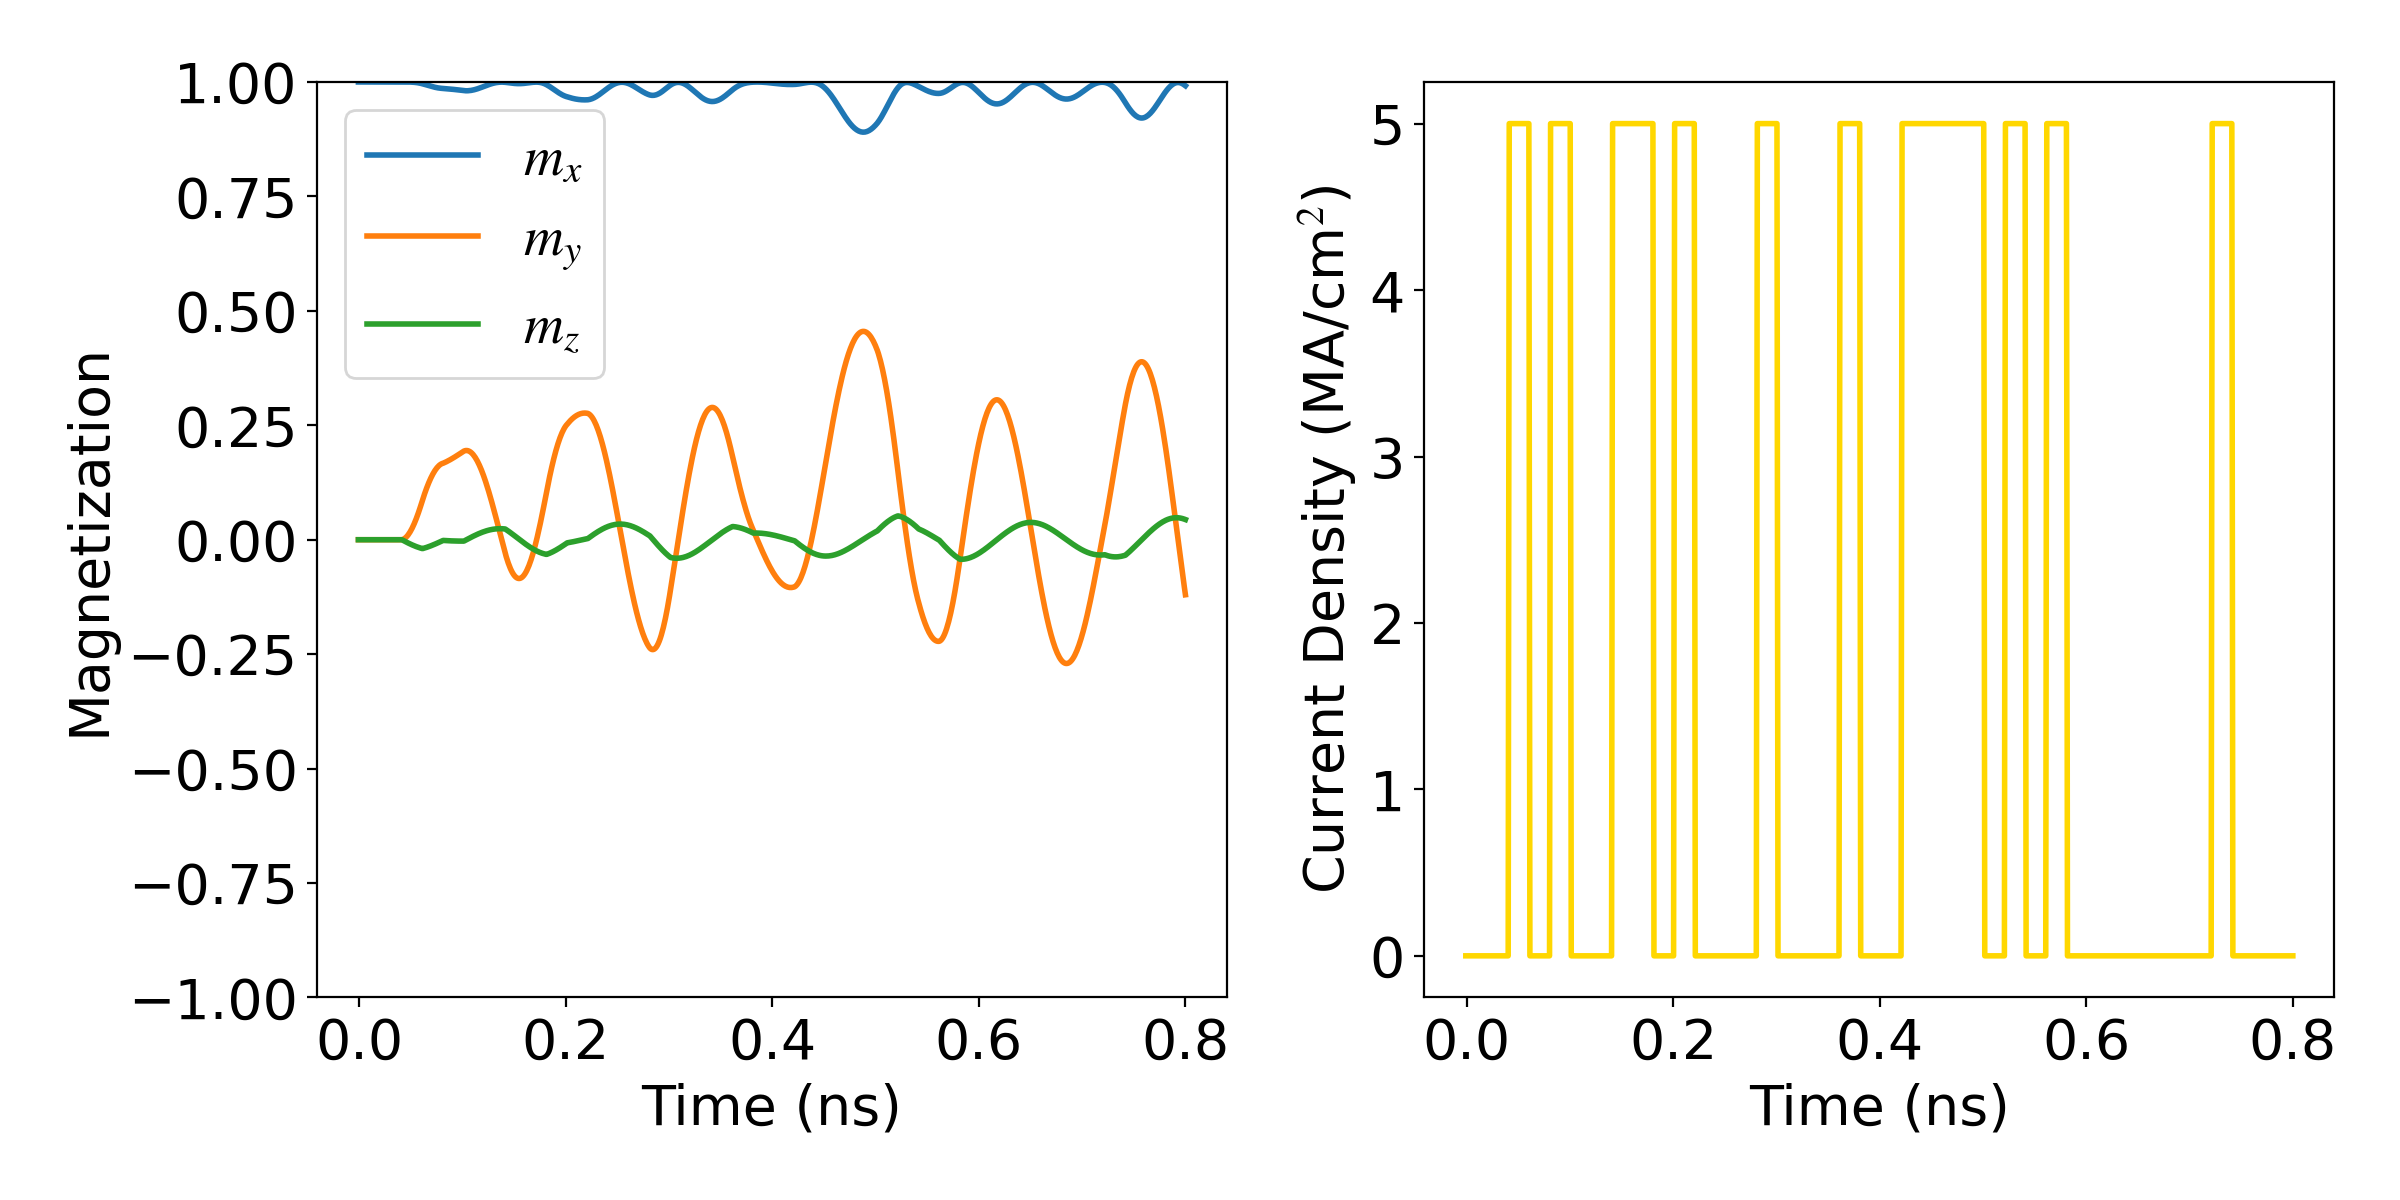 1.00
0.75
0.50
0.25
0.00
−0.25
−0.50
−0.75
−1.00
Magnetization
m_x
m_y
m_z
0.0 0.2 0.4 0.6 0.8
Time (ns)
5
4
3
2
1
0
Current Density (MA/cm²)
0.0 0.2 0.4 0.6 0.8
Time (ns)